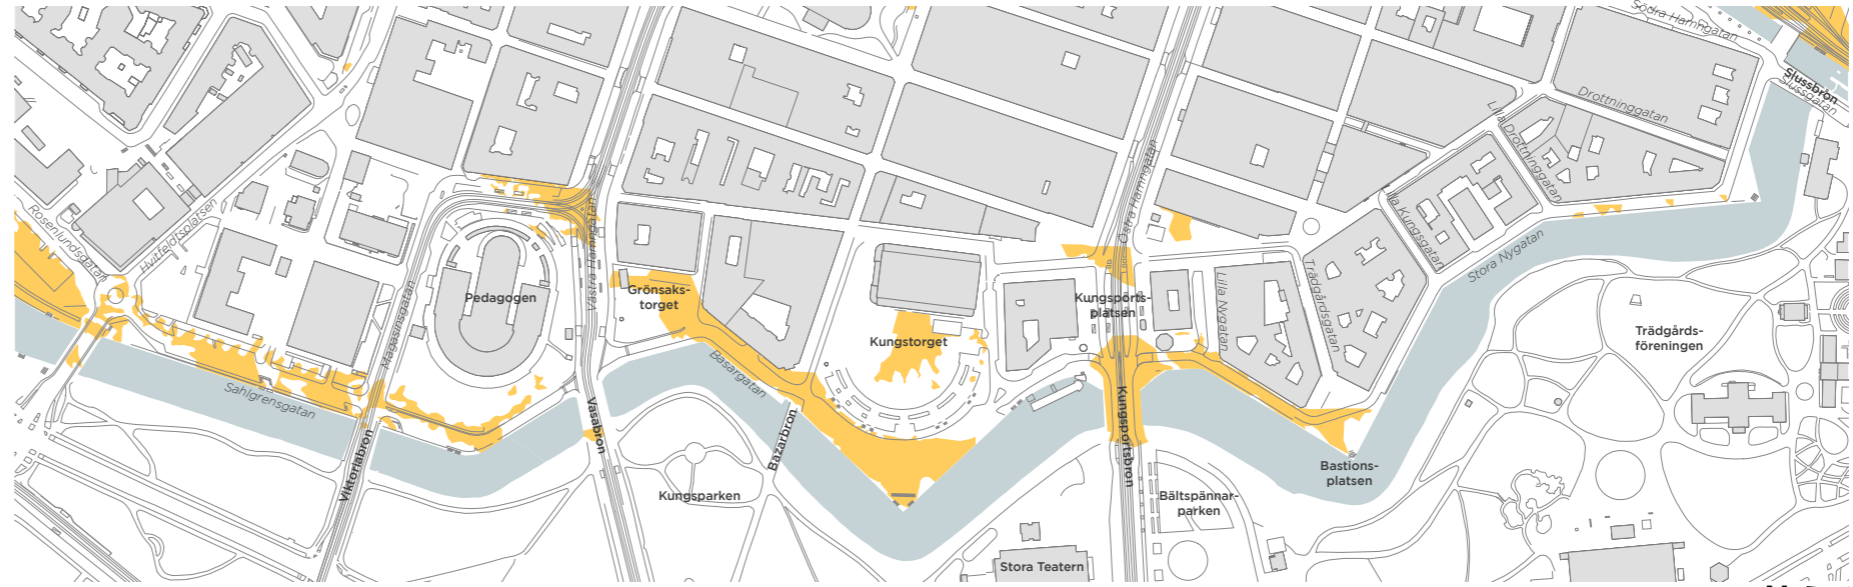 Södra Hamngatan
Slussbron
Slussgatan
Drottninggatan
Lilla Drottninggatan
Östra Hamngatan
Lilla Kungsgatan
Rosenlundsgatan
Hvitfeldtsplatsen
Västra Hamngatan
Stora Nygatan
Magasinsgatan
Pedagogen
Grönsaks-
torget
Kungsports-
platsen
Lilla Nygatan
Trädgårdsgatan
Trädgårds-
föreningen
Kungstorget
Basargatan
Sahlgrensgatan
Viktoriabron
Vasabron
Bazarbron
Kungsportsbron
Bastions-
platsen
Kungsparken
Bältspännar-
parken
Stora Teatern